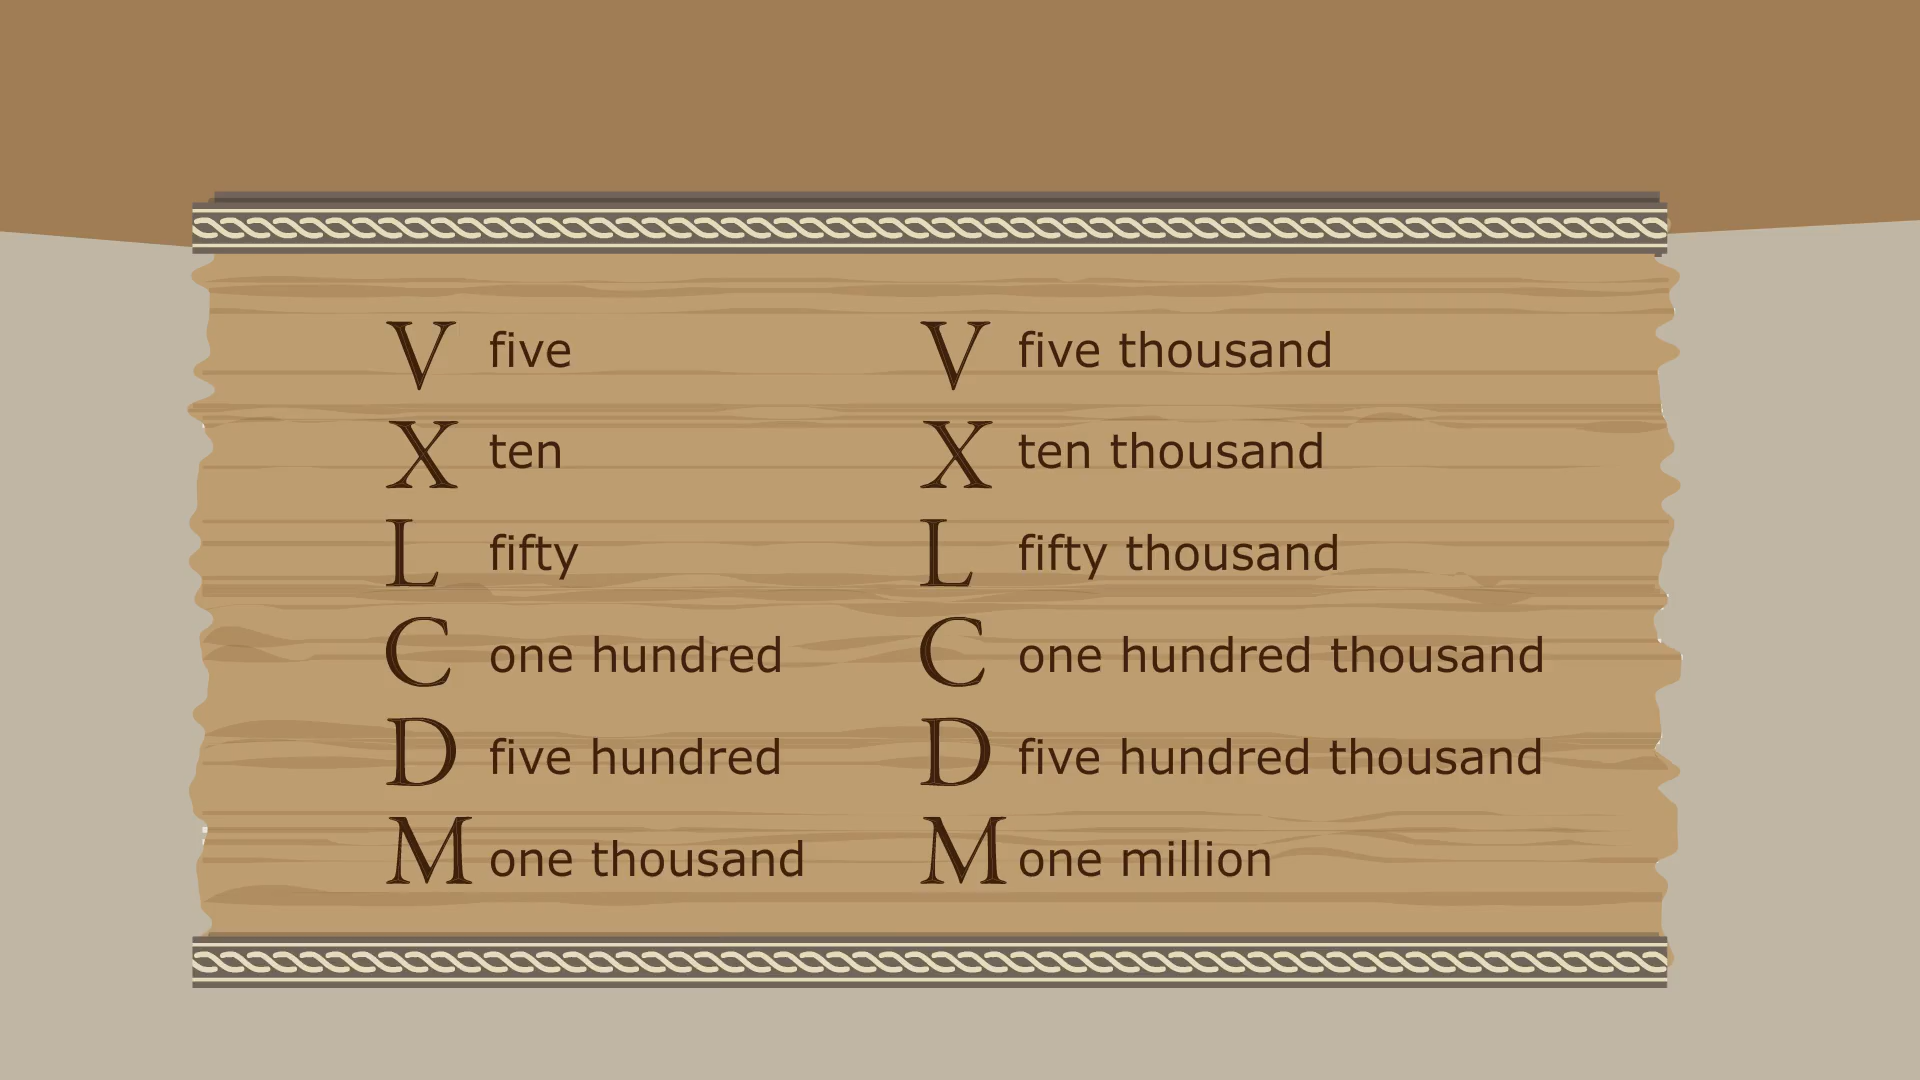 V five V five thousand
X ten X ten thousand
L fifty L fifty thousand
C one hundred C one hundred thousand
D five hundred D five hundred thousand
M one thousand M one million